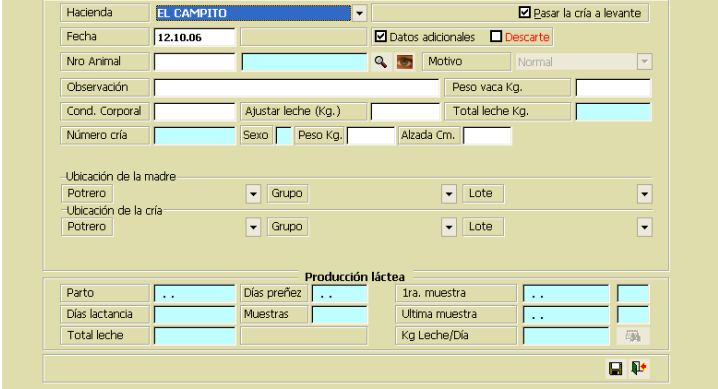 Hacienda EL CAMPITO Pasar la cría a levante
Fecha 12.10.06 Datos adicionales Descarte
Nro Animal Motivo Normal
Observación Peso vaca Kg.
Cond. Corporal Ajustar leche (Kg.) Total leche Kg.
Número cría Sexo Peso Kg. Alzada Cm.
Ubicación de la madre
Potrero Grupo Lote
Ubicación de la cría
Potrero Grupo Lote
Producción láctea
Parto . . Días preñez . . 1ra. muestra . .
Días lactancia Muestras Ultima muestra . .
Total leche Kg Leche/Día